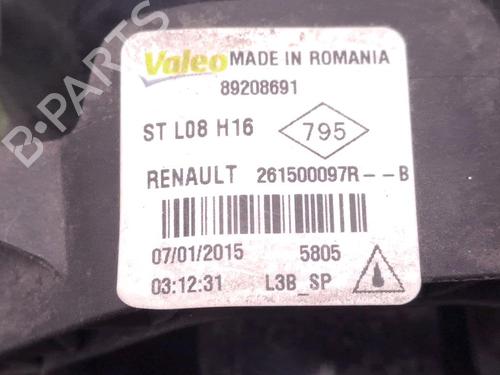 Valeo MADE IN ROMANIA
89208691
ST L08 H16 795
RENAULT 261500097R--B
07/01/2015 5805
03:12:31 L3B_SP
B-PARTS